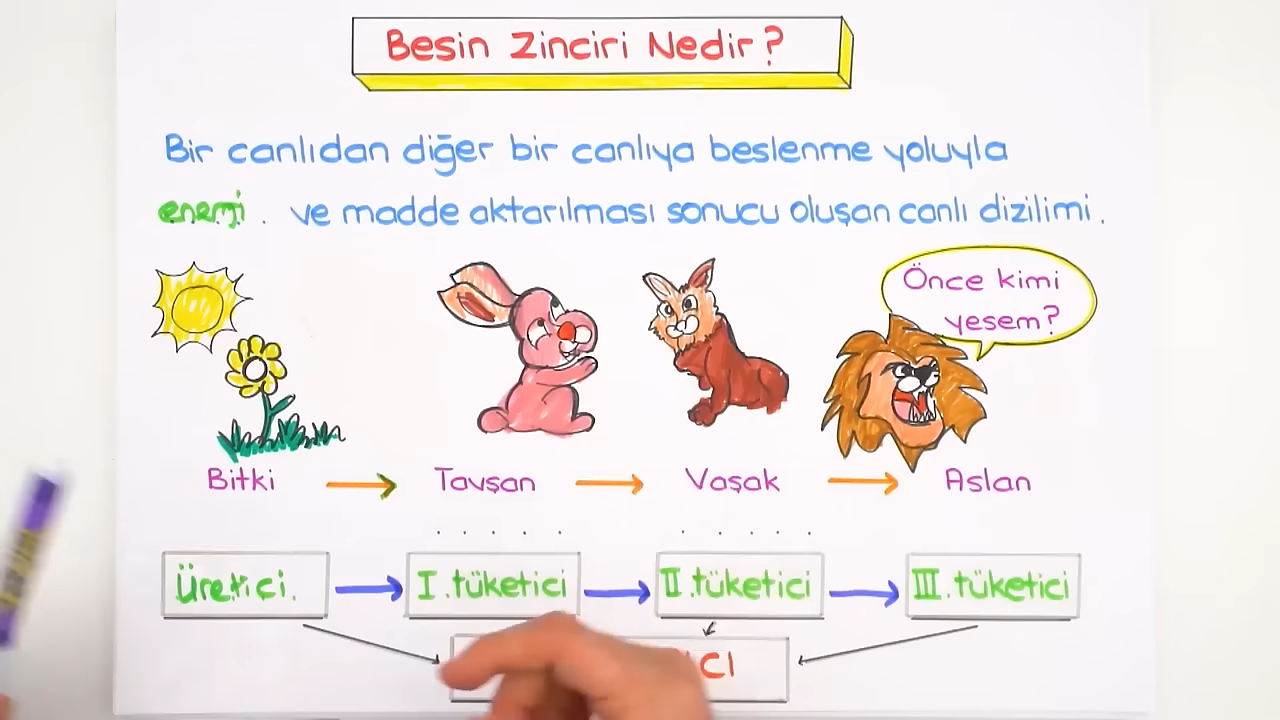 Besin Zinciri Nedir?
Bir canlıdan diğer bir canlıya beslenme yoluyla
enerji. ve madde aktarılması sonucu oluşan canlı dizilimi.
Önce kimi
yesem?
Bitki → Tavşan → Vaşak → Aslan
Üretici. → I.tüketici → II.tüketici → III.tüketici